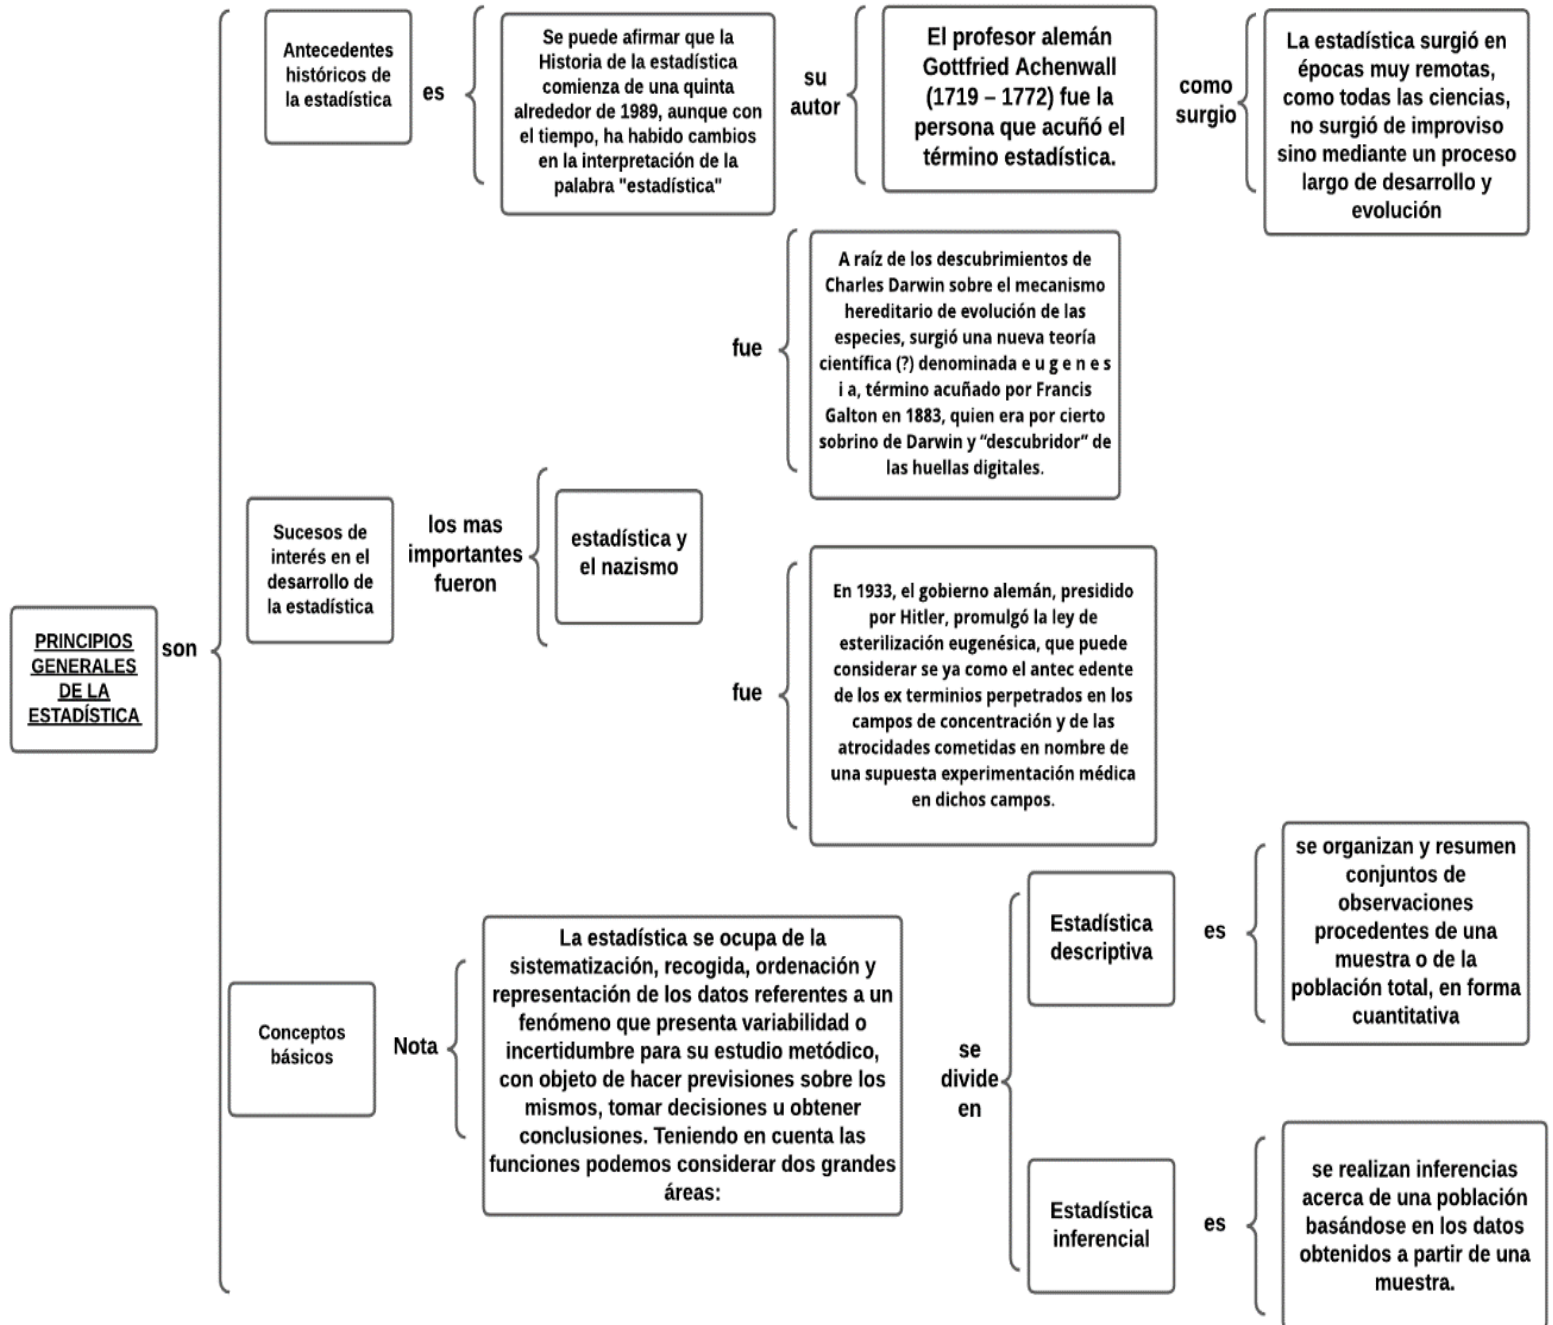 PRINCIPIOS
GENERALES
DE LA
ESTADÍSTICA
son
Antecedentes
históricos de
la estadística
es
Se puede afirmar que la
Historia de la estadística
comienza de una quinta
alrededor de 1989, aunque con
el tiempo, ha habido cambios
en la interpretación de la
palabra "estadística"
su
autor
El profesor alemán
Gottfried Achenwall
(1719 – 1772) fue la
persona que acuñó el
término estadística.
como
surgio
La estadística surgió en
épocas muy remotas,
como todas las ciencias,
no surgió de improviso
sino mediante un proceso
largo de desarrollo y
evolución
Sucesos de
interés en el
desarrollo de
la estadística
los mas
importantes
fueron
estadística y
el nazismo
fue
A raíz de los descubrimientos de
Charles Darwin sobre el mecanismo
hereditario de evolución de las
especies, surgió una nueva teoría
científica (?) denominada e u g e n e s
i a, término acuñado por Francis
Galton en 1883, quien era por cierto
sobrino de Darwin y “descubridor” de
las huellas digitales.
fue
En 1933, el gobierno alemán, presidido
por Hitler, promulgó la ley de
esterilización eugenésica, que puede
considerar se ya como el antec edente
de los ex terminios perpetrados en los
campos de concentración y de las
atrocidades cometidas en nombre de
una supuesta experimentación médica
en dichos campos.
Conceptos
básicos
Nota
La estadística se ocupa de la
sistematización, recogida, ordenación y
representación de los datos referentes a un
fenómeno que presenta variabilidad o
incertidumbre para su estudio metódico,
con objeto de hacer previsiones sobre los
mismos, tomar decisiones u obtener
conclusiones. Teniendo en cuenta las
funciones podemos considerar dos grandes
áreas:
se
divide
en
Estadística
descriptiva
es
se organizan y resumen
conjuntos de
observaciones
procedentes de una
muestra o de la
población total, en forma
cuantitativa
Estadística
inferencial
es
se realizan inferencias
acerca de una población
basándose en los datos
obtenidos a partir de una
muestra.